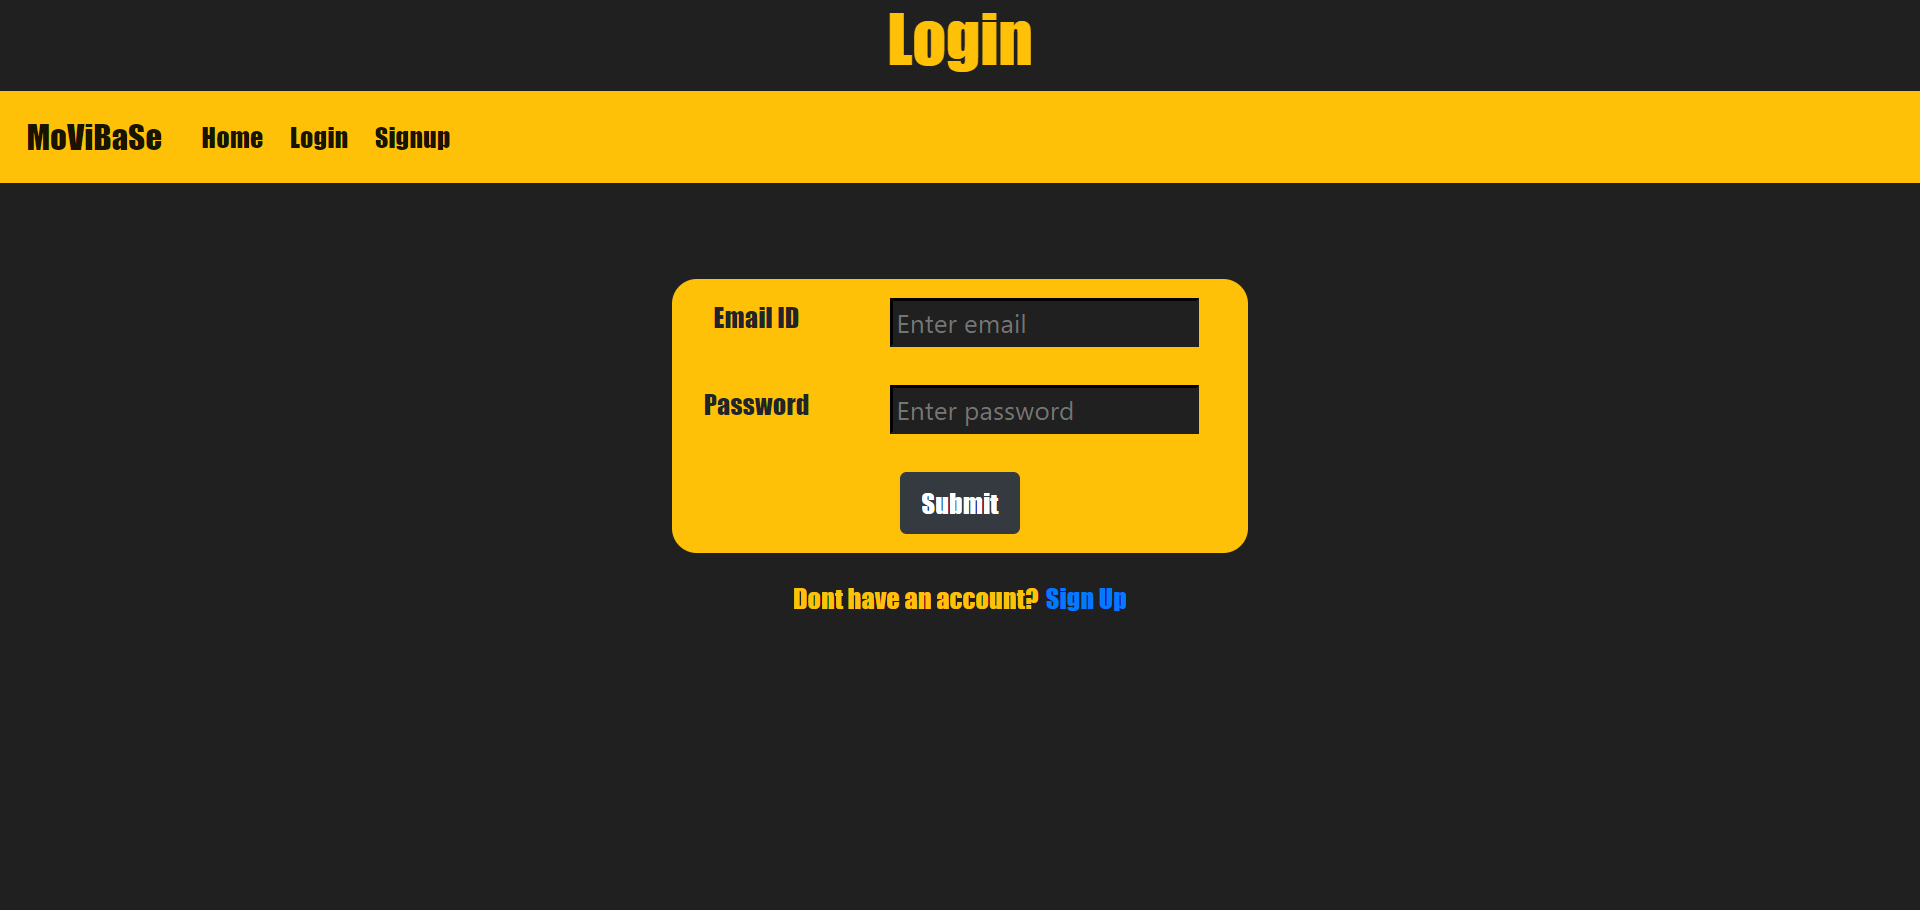 Login
MoViBaSe Home Login Signup
Email ID Enter email
Password Enter password
Submit
Dont have an account? Sign Up